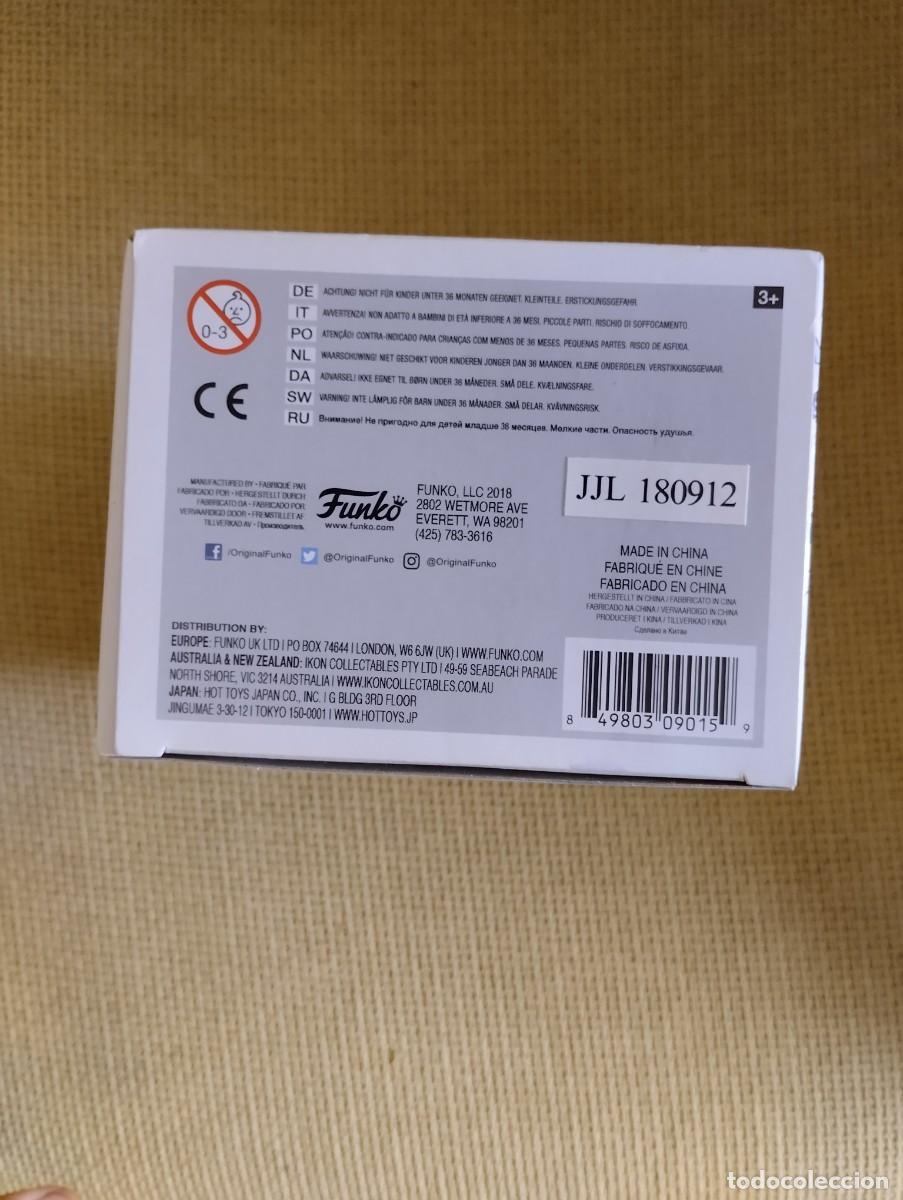 0-3
DE ACHTUNG! NICHT FÜR KINDER UNTER 36 MONATEN GEEIGNET. KLEINTEILE. ERSTICKUNGSGEFAHR.
3+
IT AVVERTENZA! NON ADATTO A BAMBINI DI ETÀ INFERIORE A 36 MESI. PICCOLE PARTI. RISCHIO DI SOFFOCAMENTO.
PO ATENÇÃO! CONTRA-INDICADO PARA CRIANÇAS COM MENOS DE 36 MESES. PEQUENAS PARTES. RISCO DE ASFIXIA.
NL WAARSCHUWING! NIET GESCHIKT VOOR KINDEREN JONGER DAN 36 MAANDEN. KLEINE ONDERDELEN. VERSTIKKINGSGEVAAR.
DA ADVARSEL! IKKE EGNET TIL BØRN UNDER 36 MÅNEDER. SMÅ DELE. KVÆLNINGSFARE.
SW VARNING! INTE LÄMPLIG FÖR BARN UNDER 36 MÅNADER. SMÅ DELAR. KVÄVNINGSRISK.
RU Внимание! Не пригодно для детей младше 36 месяцев. Мелкие части. Опасность удушья.
CE
MANUFACTURED BY • FABRIQUÉ PAR
FABRICADO POR • HERGESTELLT DURCH
FABBRICATO DA • FABRICADO POR
VERVAARDIGD DOOR • FREMSTILLET AF
TILLVERKAD AV • Производитель
Funko
www.funko.com
FUNKO, LLC 2018
2802 WETMORE AVE
EVERETT, WA 98201
(425) 783-3616
JJL 180912
/OriginalFunko @OriginalFunko @OriginalFunko
MADE IN CHINA
FABRIQUÉ EN CHINE
FABRICADO EN CHINA
HERGESTELLT IN CHINA / FABBRICATO IN CINA
FABRICADO NA CHINA / VERVAARDIGD IN CHINA
PRODUCERET I KINA / TILLVERKAD I KINA
Сделано в Китае
DISTRIBUTION BY:
EUROPE: FUNKO UK LTD | PO BOX 74644 | LONDON, W6 6JW (UK) | WWW.FUNKO.COM
AUSTRALIA & NEW ZEALAND: IKON COLLECTABLES PTY LTD | 49-59 SEABEACH PARADE
NORTH SHORE, VIC 3214 AUSTRALIA | WWW.IKONCOLLECTABLES.COM.AU
JAPAN: HOT TOYS JAPAN CO., INC. | G BLDG 3RD FLOOR
JINGUMAE 3-30-12 | TOKYO 150-0001 | WWW.HOTTOYS.JP
8 49803 09015 9
todocoleccion